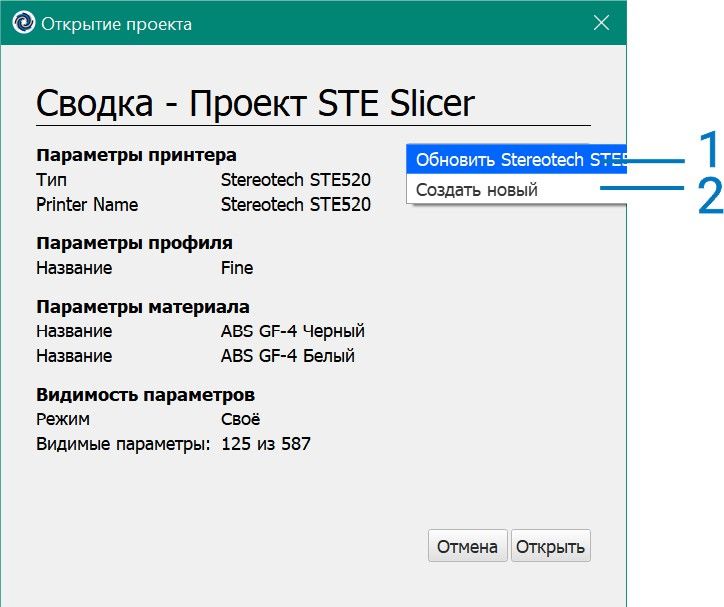 Открытие проекта
Сводка - Проект STE Slicer
Параметры принтера
Обновить Stereotech STE5
1
Тип Stereotech STE520
Создать новый
2
Printer Name Stereotech STE520
Параметры профиля
Название Fine
Параметры материала
Название ABS GF-4 Черный
Название ABS GF-4 Белый
Видимость параметров
Режим Своё
Видимые параметры: 125 из 587
Отмена Открыть